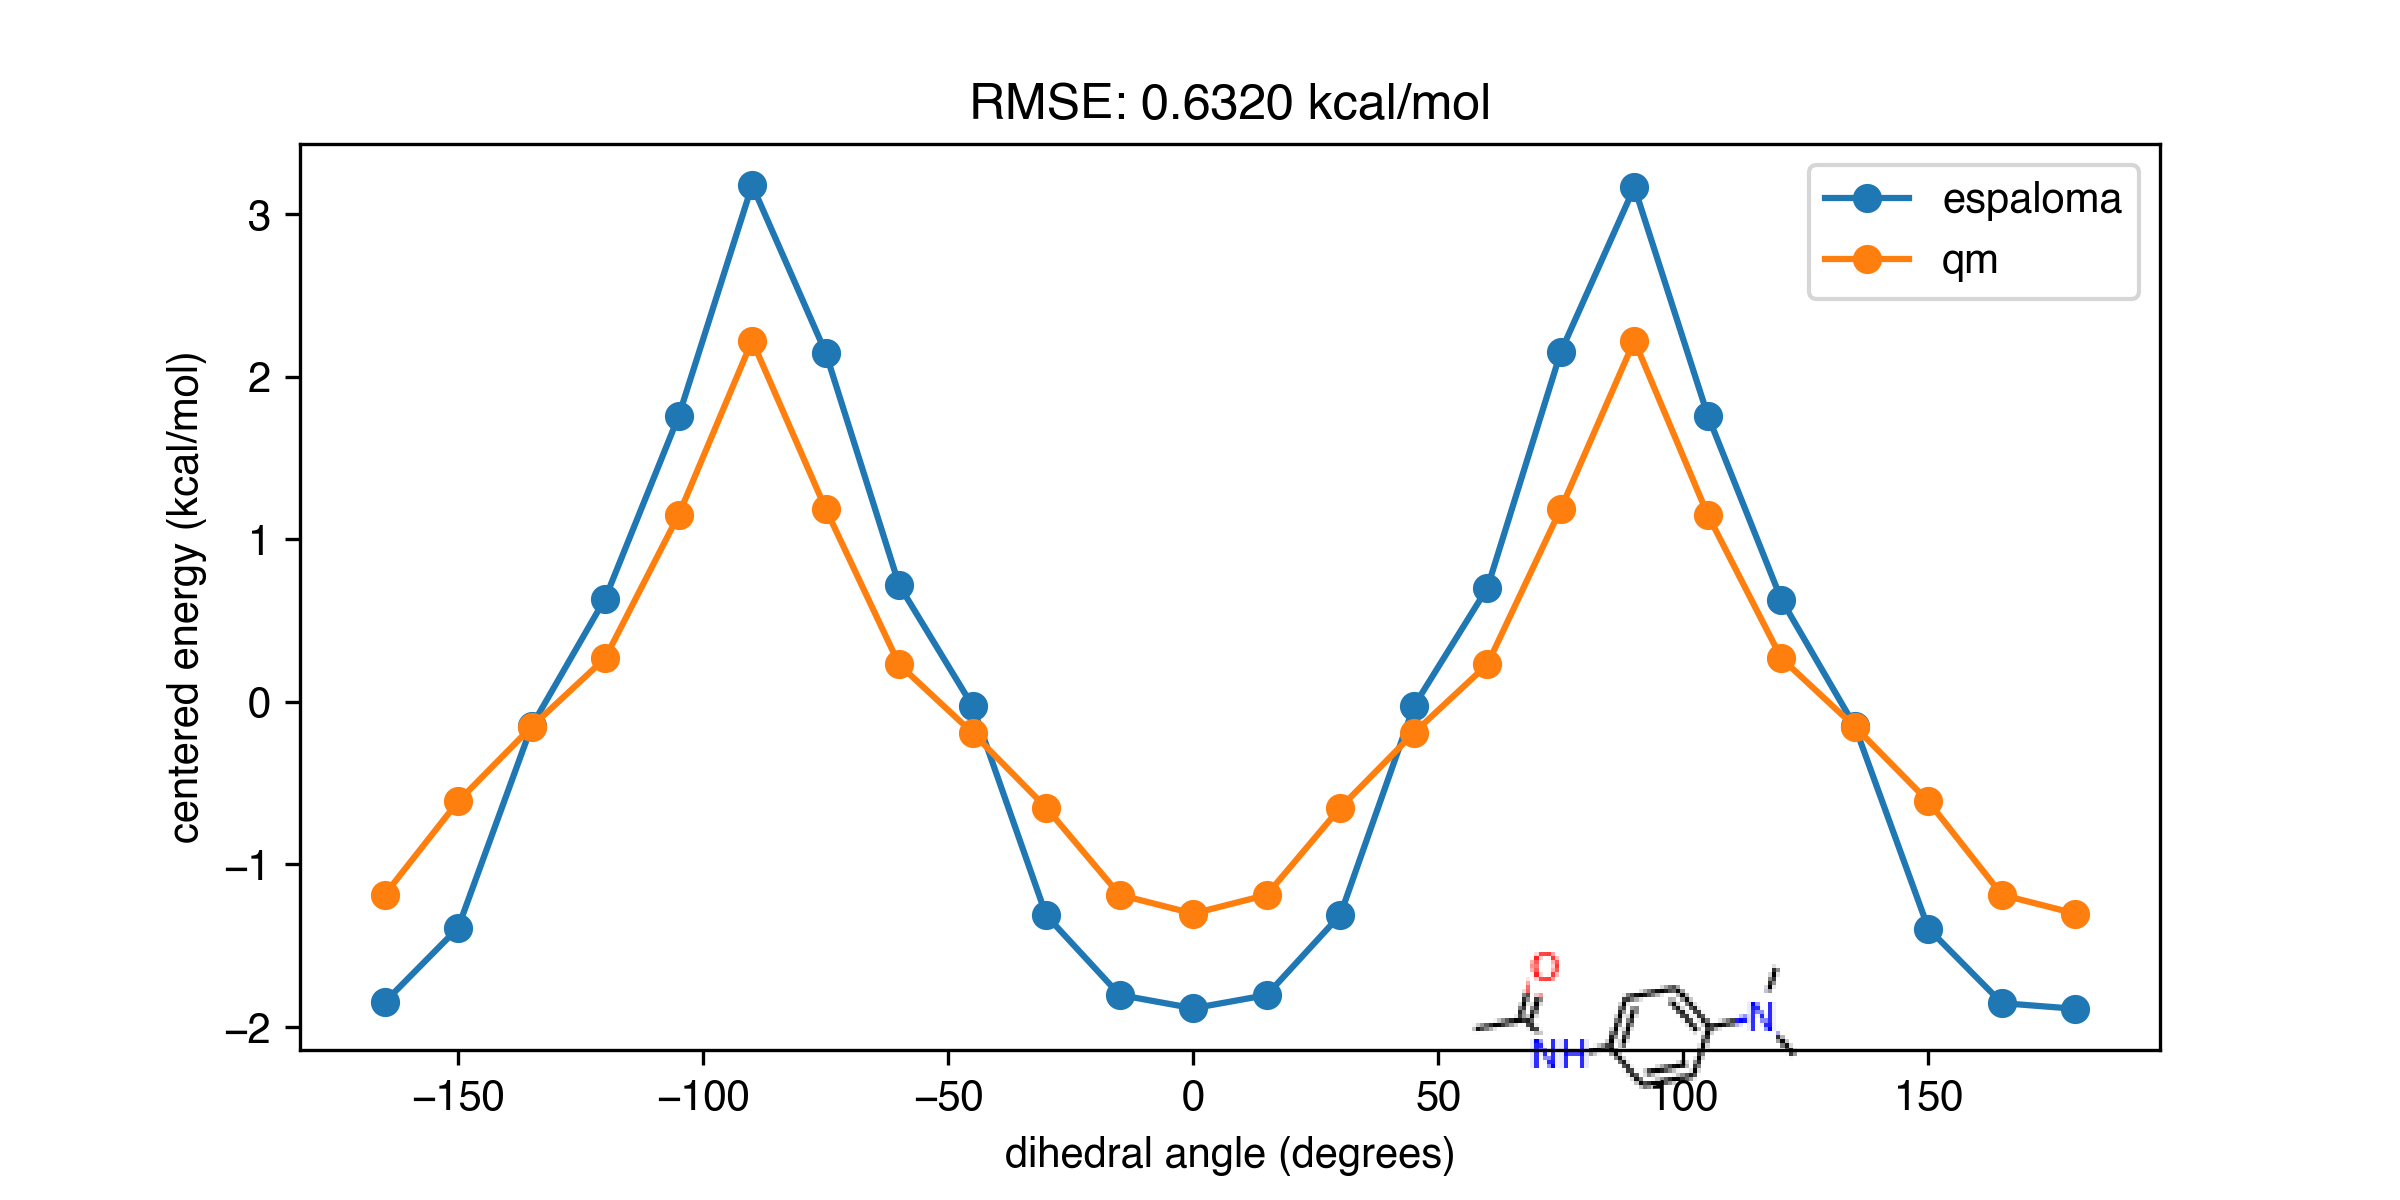 RMSE: 0.6320 kcal/mol
espaloma
qm
centered energy (kcal/mol)
3
2
1
0
−1
−2
O
N
NH
−150
−100
−50
0
50
100
150
dihedral angle (degrees)